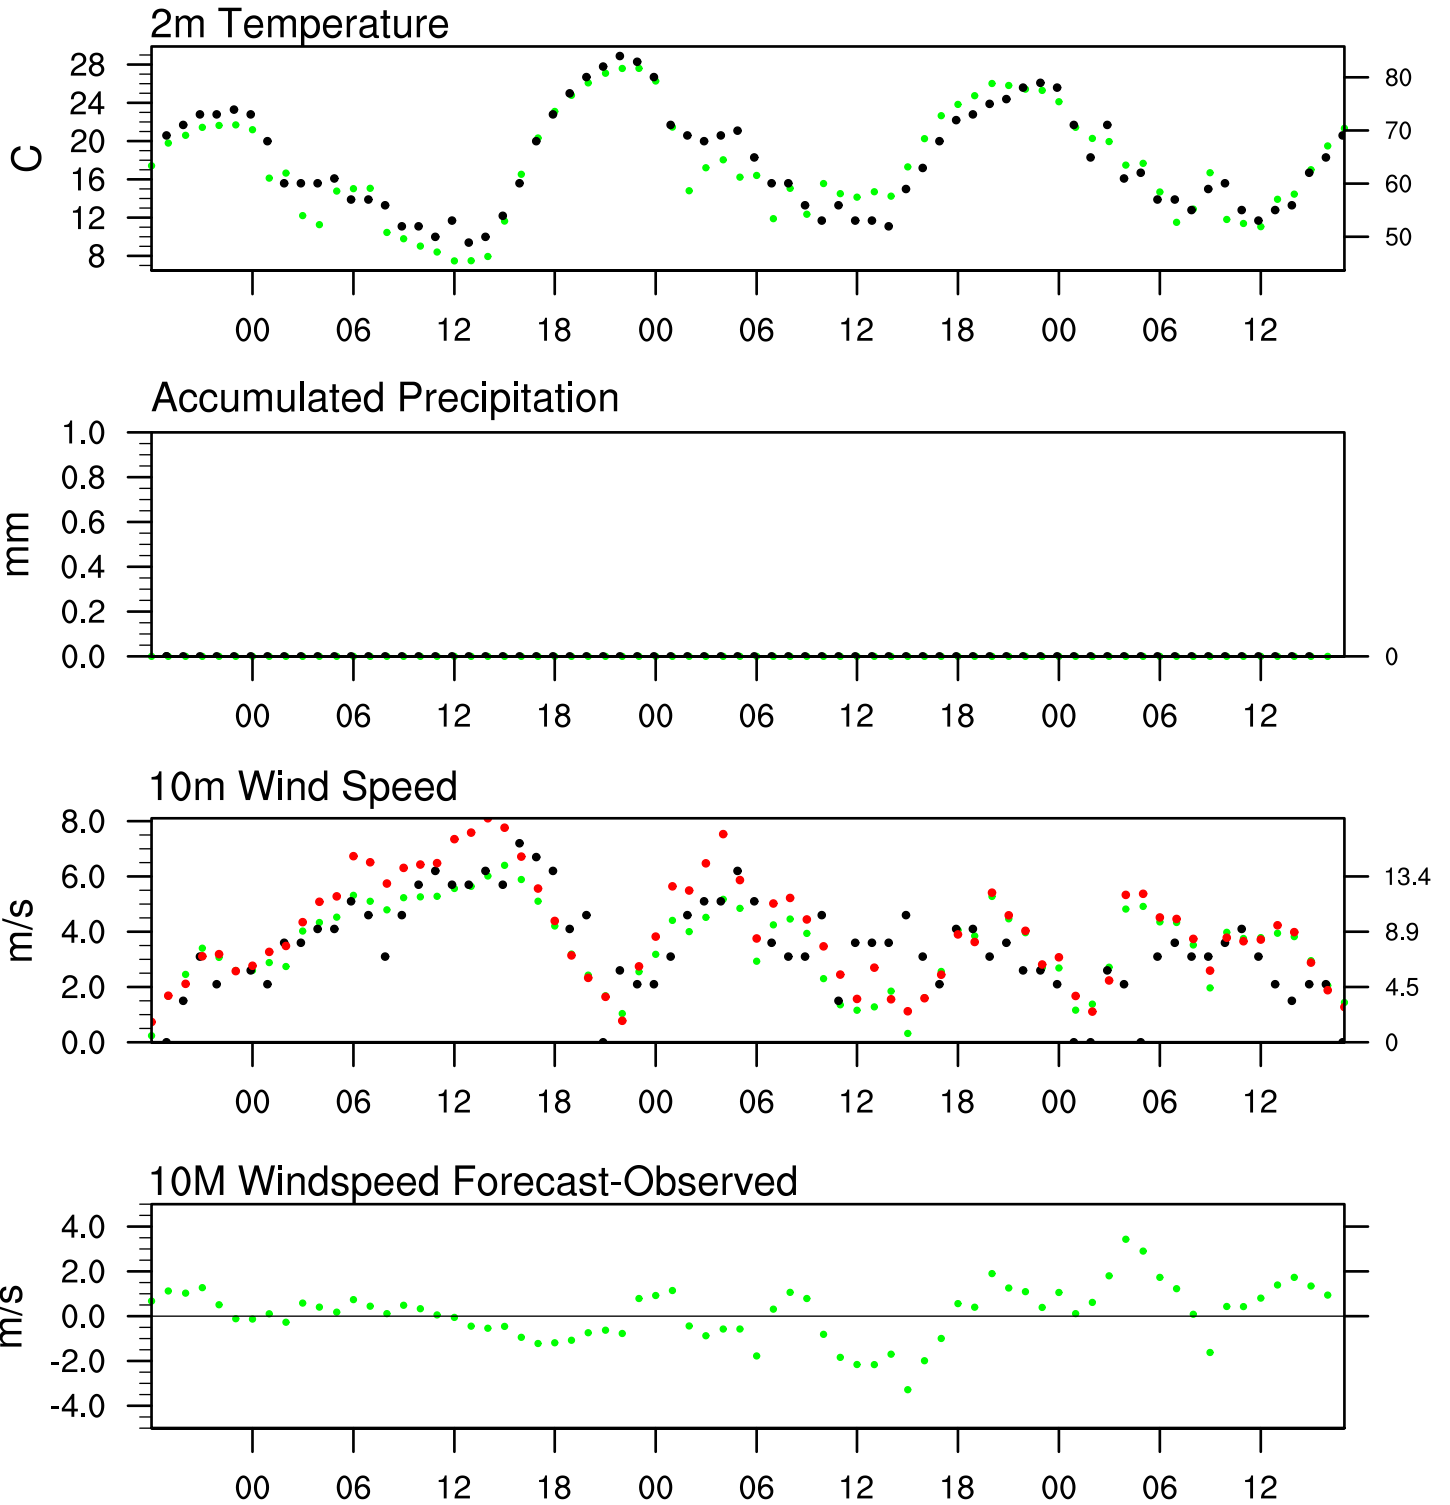 2m Temperature
28
24
20
16
12
8
C
80
70
60
50
00 06 12 18 00 06 12 18 00 06 12
Accumulated Precipitation
1.0
0.8
0.6
0.4
0.2
0.0
mm
0
00 06 12 18 00 06 12 18 00 06 12
10m Wind Speed
8.0
6.0
4.0
2.0
0.0
m/s
13.4
8.9
4.5
0
00 06 12 18 00 06 12 18 00 06 12
10M Windspeed Forecast-Observed
4.0
2.0
0.0
-2.0
-4.0
m/s
00 06 12 18 00 06 12 18 00 06 12